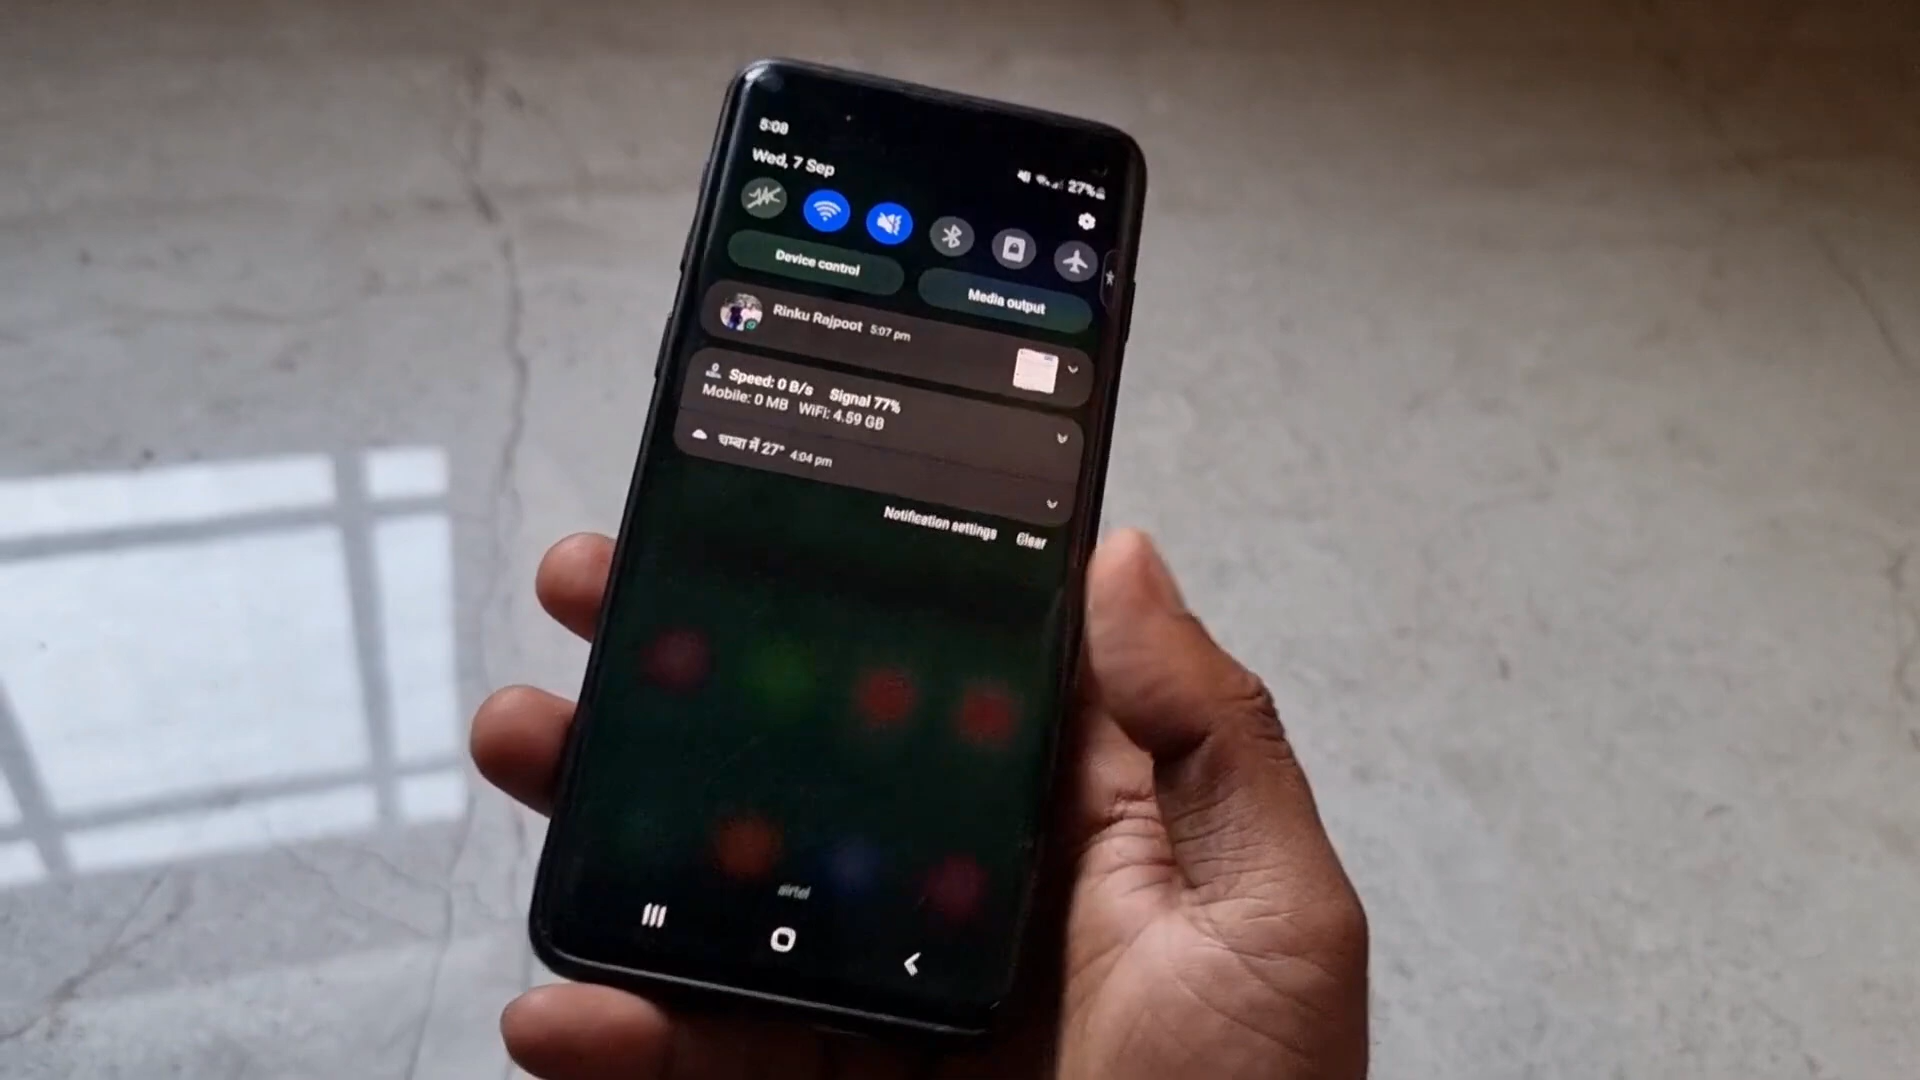 5:08
Wed, 7 Sep
27%
Device control
Media output
Rinku Rajpoot 5:07 pm
Speed: 0 B/s Signal 77%
Mobile: 0 MB WiFi: 4.59 GB
चम्बा में 27° 4:04 pm
Notification settings Clear
airtel